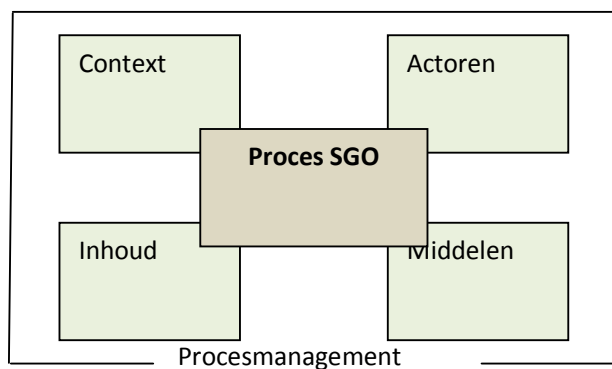 Context
Actoren
Proces SGO
Inhoud
Middelen
Procesmanagement